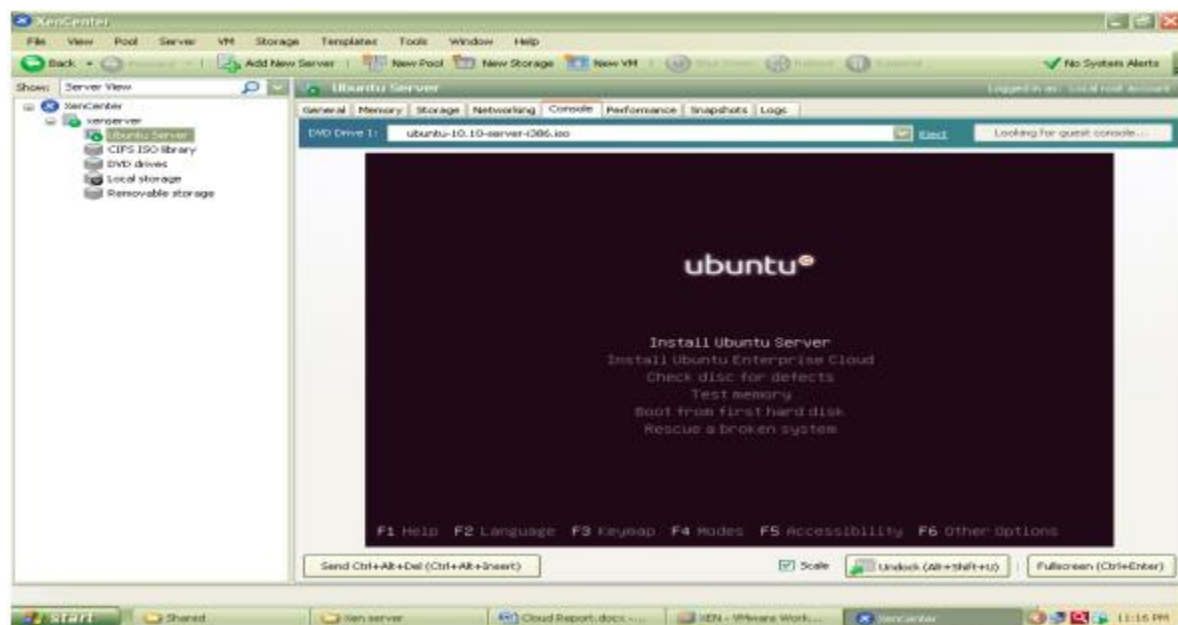 XenCenter
File View Pool Server VM Storage Templates Tools Window Help
Back Add New Server New Pool New Storage New VM No System Alerts
Show: Server View
Ubuntu Server
Logged in as: Local root account
XenCenter
xenserver
Ubuntu Server
CIFS ISO library
DVD drives
Local storage
Removable storage
General Memory Storage Networking Console Performance Snapshots Logs
DVD Drive 1: ubuntu-10.10-server-i386.iso Eject Looking for guest console...
ubuntu
Install Ubuntu Server
Install Ubuntu Enterprise Cloud
Check disc for defects
Test memory
Boot from first hard disk
Rescue a broken system
F1 Help F2 Language F3 Keymap F4 Modes F5 Accessibility F6 Other Options
Send Ctrl+Alt+Del (Ctrl+Alt+Insert) Scale Undock (Alt+Shift+U) Fullscreen (Ctrl+Enter)
start Shared Xen server Cloud Report.docx -... XEN - VMware Work... XenCenter 11:16 PM